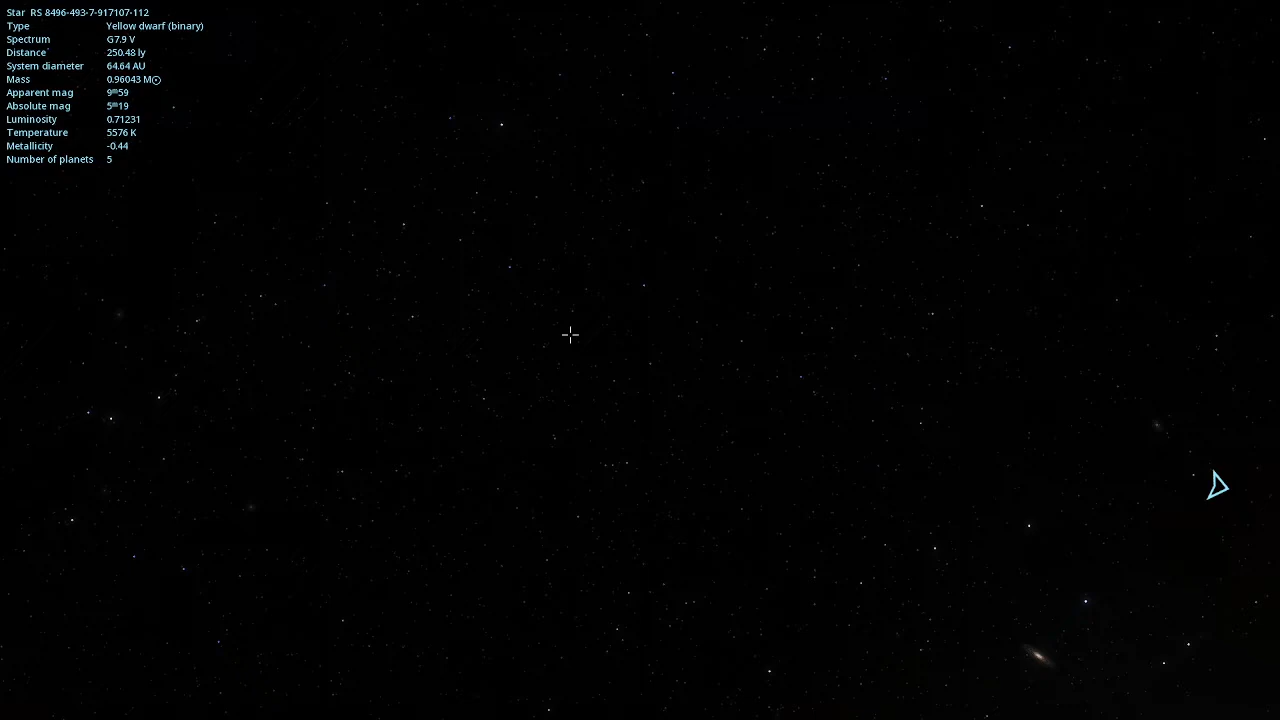 Star RS 8496-493-7-917107-112
Type Yellow dwarf (binary)
Spectrum G7.9 V
Distance 250.48 ly
System diameter 64.64 AU
Mass 0.96043 M☉
Apparent mag 9ᵐ59
Absolute mag 5ᵐ19
Luminosity 0.71231
Temperature 5576 K
Metallicity -0.44
Number of planets 5